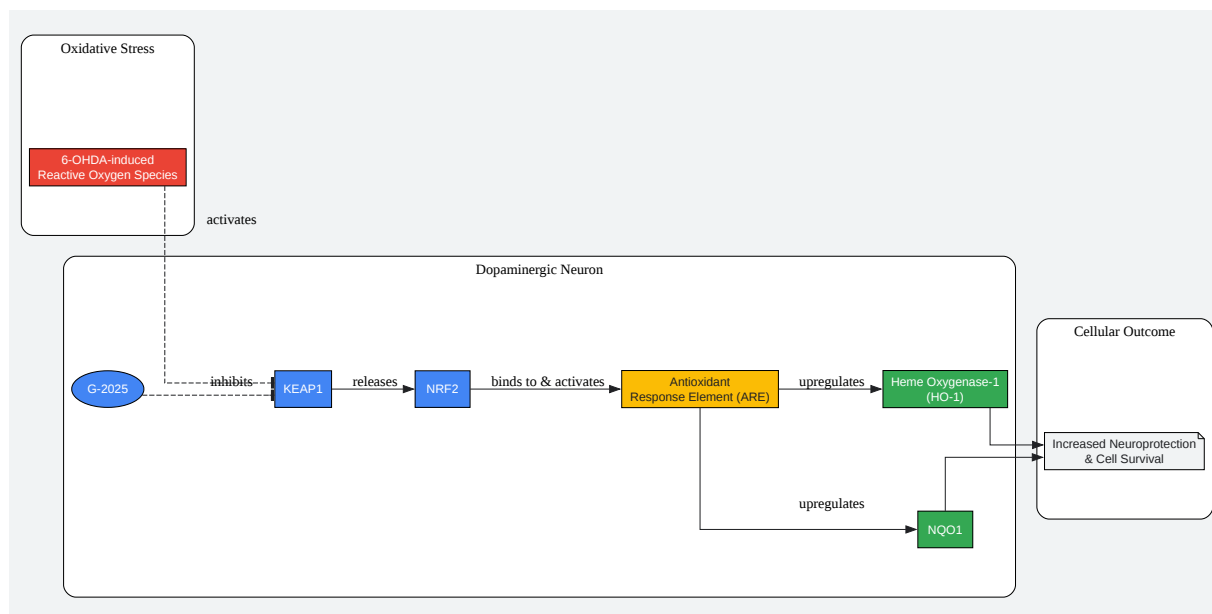 Oxidative Stress
6-OHDA-induced
Reactive Oxygen Species
activates
Dopaminergic Neuron
G-2025
inhibits
KEAP1
releases
NRF2
binds to & activates
Antioxidant
Response Element (ARE)
upregulates
Heme Oxygenase-1
(HO-1)
upregulates
NQO1
Cellular Outcome
Increased Neuroprotection
& Cell Survival